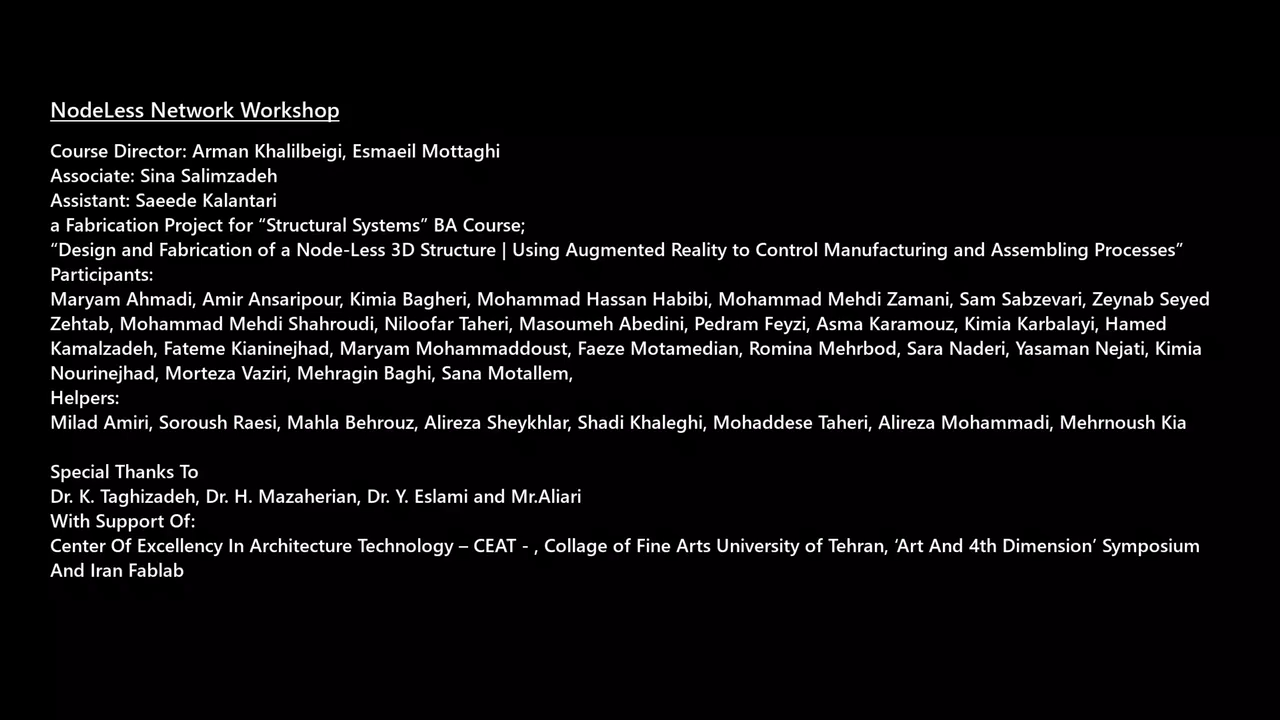 NodeLess Network Workshop
Course Director: Arman Khalilbeigi, Esmaeil Mottaghi
Associate: Sina Salimzadeh
Assistant: Saeede Kalantari
a Fabrication Project for “Structural Systems” BA Course;
“Design and Fabrication of a Node-Less 3D Structure | Using Augmented Reality to Control Manufacturing and Assembling Processes”
Participants:
Maryam Ahmadi, Amir Ansaripour, Kimia Bagheri, Mohammad Hassan Habibi, Mohammad Mehdi Zamani, Sam Sabzevari, Zeynab Seyed
Zehtab, Mohammad Mehdi Shahroudi, Niloofar Taheri, Masoumeh Abedini, Pedram Feyzi, Asma Karamouz, Kimia Karbalayi, Hamed
Kamalzadeh, Fateme Kianinejhad, Maryam Mohammaddoust, Faeze Motamedian, Romina Mehrbod, Sara Naderi, Yasaman Nejati, Kimia
Nourinejhad, Morteza Vaziri, Mehragin Baghi, Sana Motallem,
Helpers:
Milad Amiri, Soroush Raesi, Mahla Behrouz, Alireza Sheykhlar, Shadi Khaleghi, Mohaddese Taheri, Alireza Mohammadi, Mehrnoush Kia
Special Thanks To
Dr. K. Taghizadeh, Dr. H. Mazaherian, Dr. Y. Eslami and Mr.Aliari
With Support Of:
Center Of Excellency In Architecture Technology – CEAT - , Collage of Fine Arts University of Tehran, ‘Art And 4th Dimension’ Symposium
And Iran Fablab